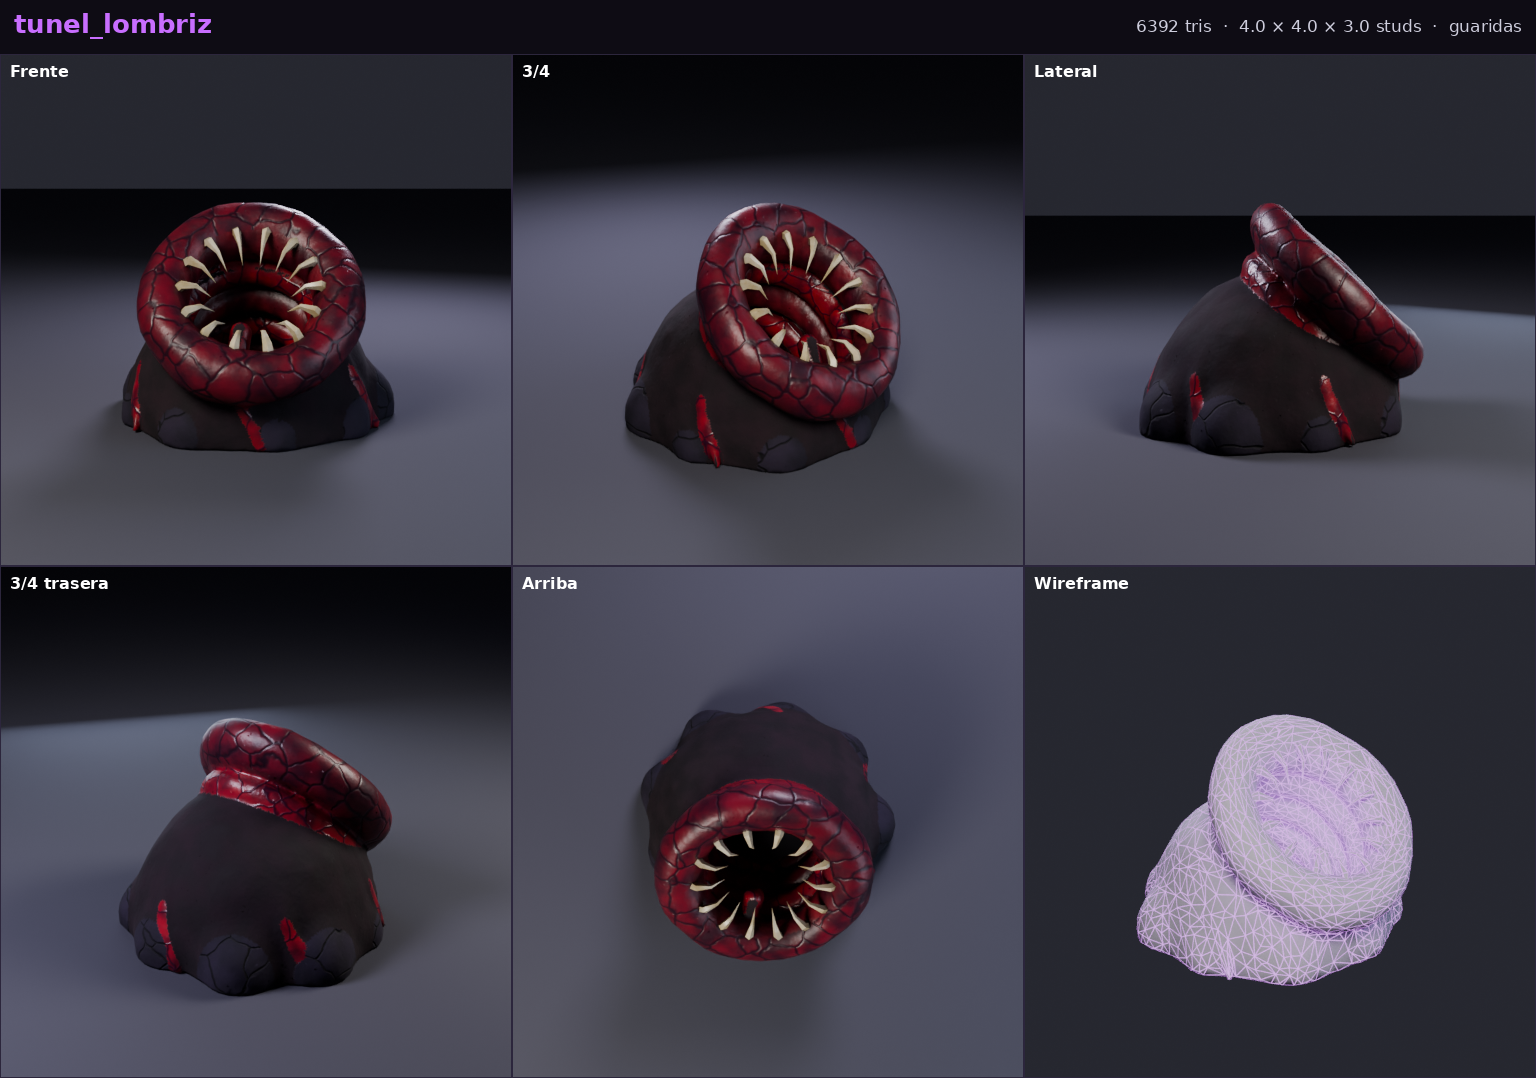 tunel_lombriz
6392 tris · 4.0 × 4.0 × 3.0 studs · guaridas
Frente
3/4
Lateral
3/4 trasera
Arriba
Wireframe